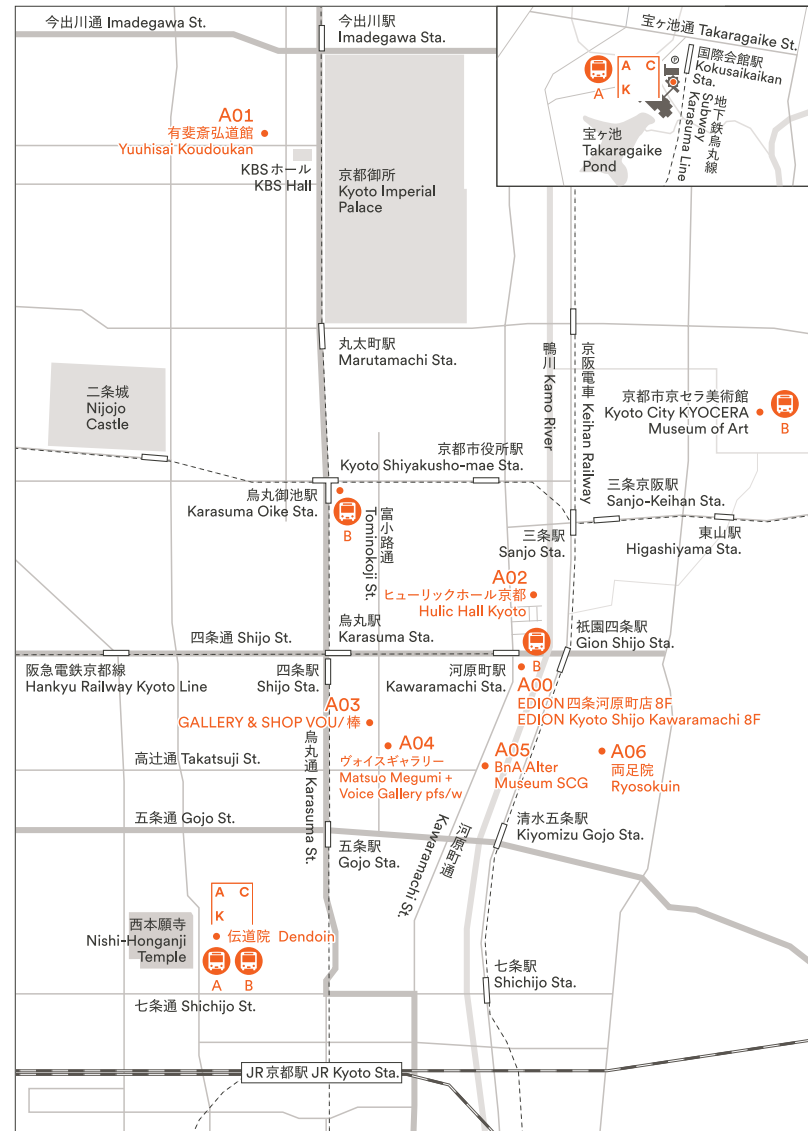 今出川通 Imadegawa St.
今出川駅
Imadegawa Sta.
宝ヶ池通 Takaragaike St.
国際会館駅
Kokusaikaikan
Sta.
A C
K
A
P
地下鉄烏丸線
Subway
Karasuma Line
宝ヶ池
Takaragaike
Pond
A01
有斐斎弘道館
Yuuhisai Koudoukan
KBSホール
KBS Hall
京都御所
Kyoto Imperial
Palace
丸太町駅
Marutamachi Sta.
鴨川 Kamo River
京阪電車 Keihan Railway
二条城
Nijojo
Castle
京都市京セラ美術館
Kyoto City KYOCERA
Museum of Art
B
京都市役所駅
Kyoto Shiyakusho-mae Sta.
烏丸御池駅
Karasuma Oike Sta.
B
富小路通
Tominokoji St.
三条京阪駅
Sanjo-Keihan Sta.
三条駅
Sanjo Sta.
東山駅
Higashiyama Sta.
A02
ヒューリックホール京都
Hulic Hall Kyoto
四条通 Shijo St.
烏丸駅
Karasuma Sta.
B
祇園四条駅
Gion Shijo Sta.
阪急電鉄京都線
Hankyu Railway Kyoto Line
四条駅
Shijo Sta.
河原町駅
Kawaramachi Sta.
A00
EDION四条河原町店8F
EDION Kyoto Shijo Kawaramachi 8F
A03
GALLERY & SHOP VOU/棒
烏丸通 Karasuma St.
高辻通 Takatsuji St.
A04
ヴォイスギャラリー
Matsuo Megumi +
Voice Gallery pfs/w
A05
BnA Alter
Museum SCG
A06
両足院
Ryosokuin
五条通 Gojo St.
五条駅
Gojo Sta.
河原町通
Kawaramachi St.
清水五条駅
Kiyomizu Gojo Sta.
A C
K
西本願寺
Nishi-Honganji
Temple
伝道院 Dendoin
A B
七条駅
Shichijo Sta.
七条通 Shichijo St.
JR京都駅 JR Kyoto Sta.